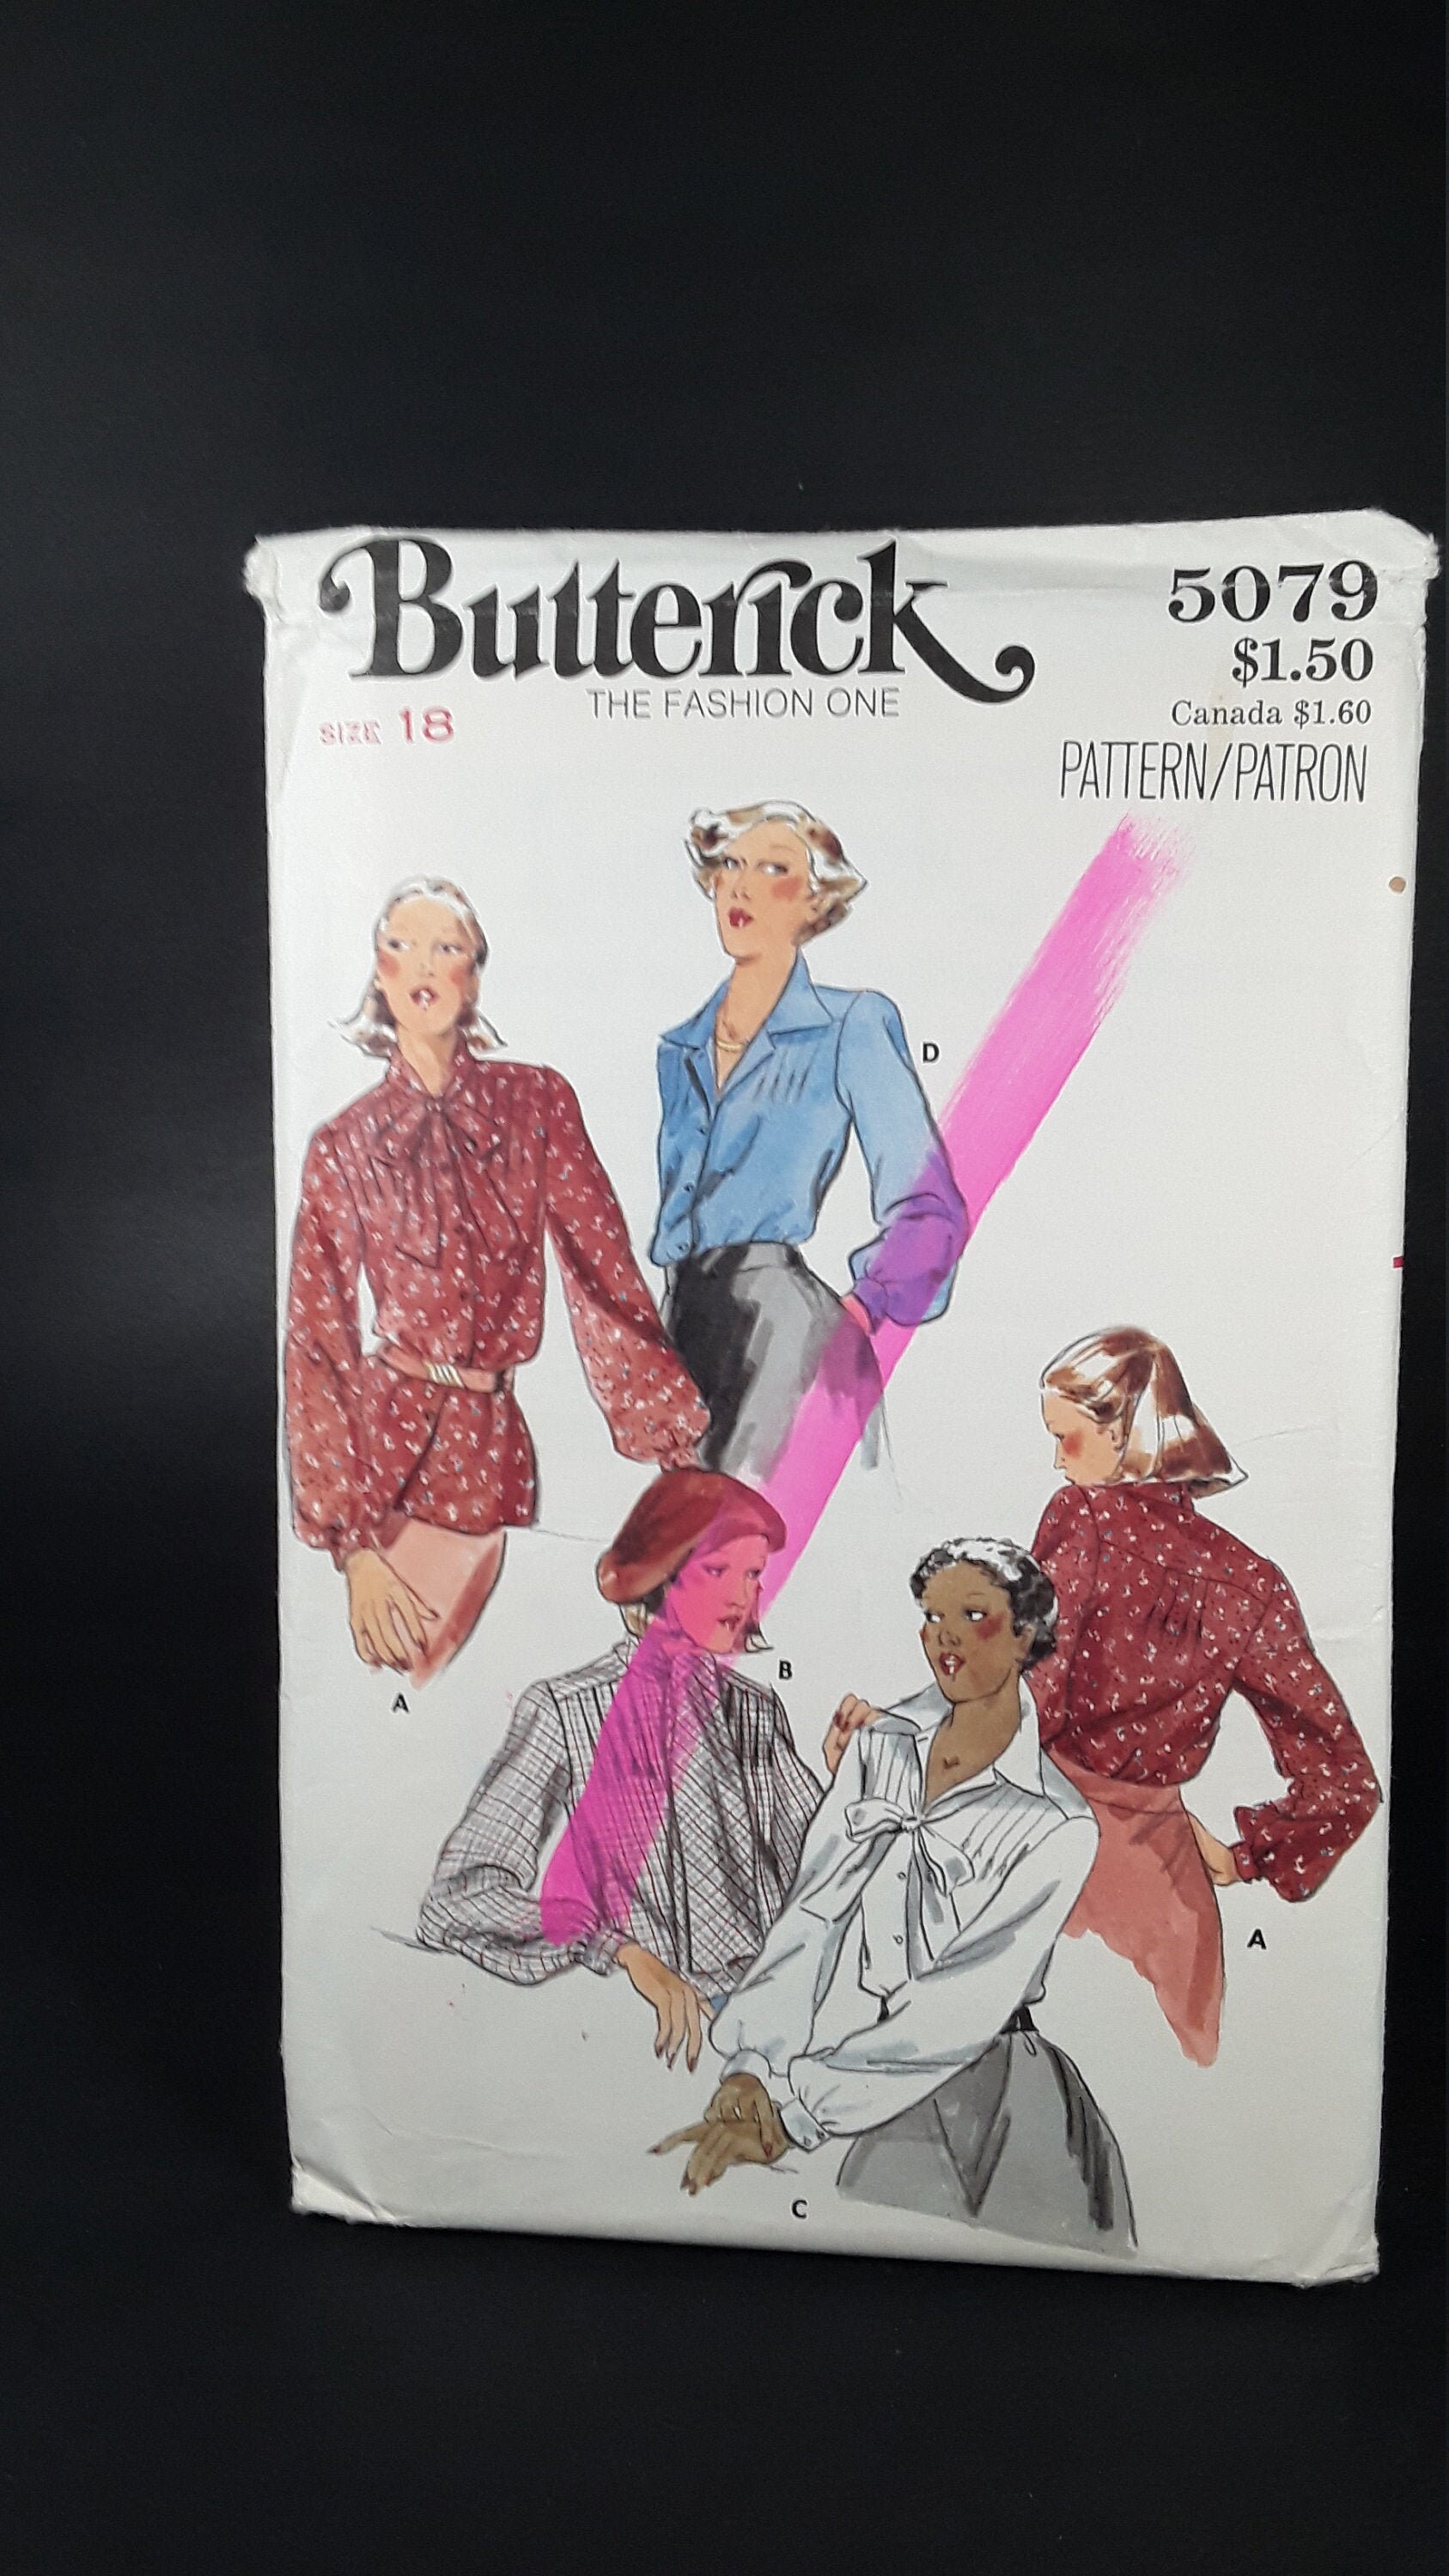 Butterick
THE FASHION ONE
SIZE 18
5079
$1.50
Canada $1.60
PATTERN/PATRON
D
A
B
A
C